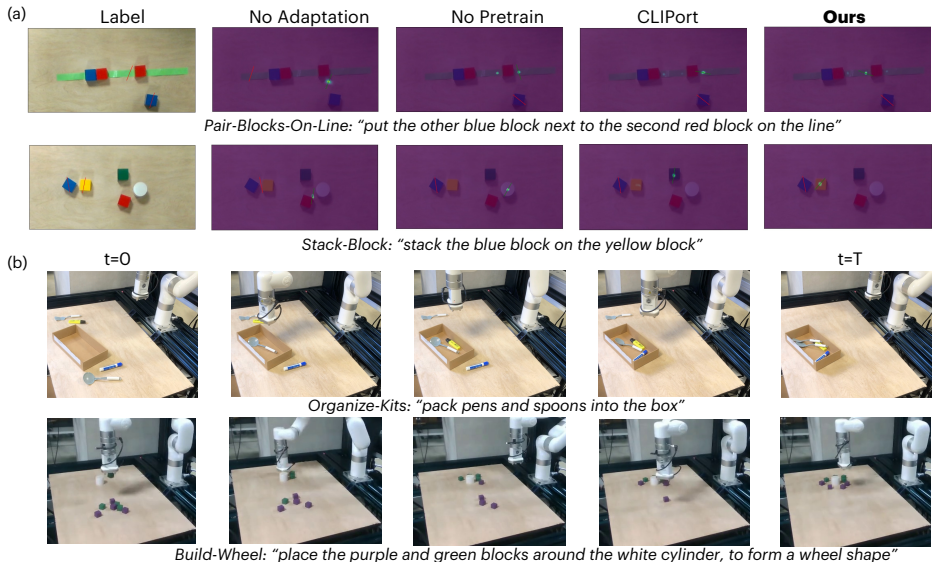 (a)
Label No Adaptation No Pretrain CLIPort Ours
Pair-Blocks-On-Line: “put the other blue block next to the second red block on the line”
Stack-Block: “stack the blue block on the yellow block”
(b)
t=0 t=T
Organize-Kits: “pack pens and spoons into the box”
Build-Wheel: “place the purple and green blocks around the white cylinder, to form a wheel shape”